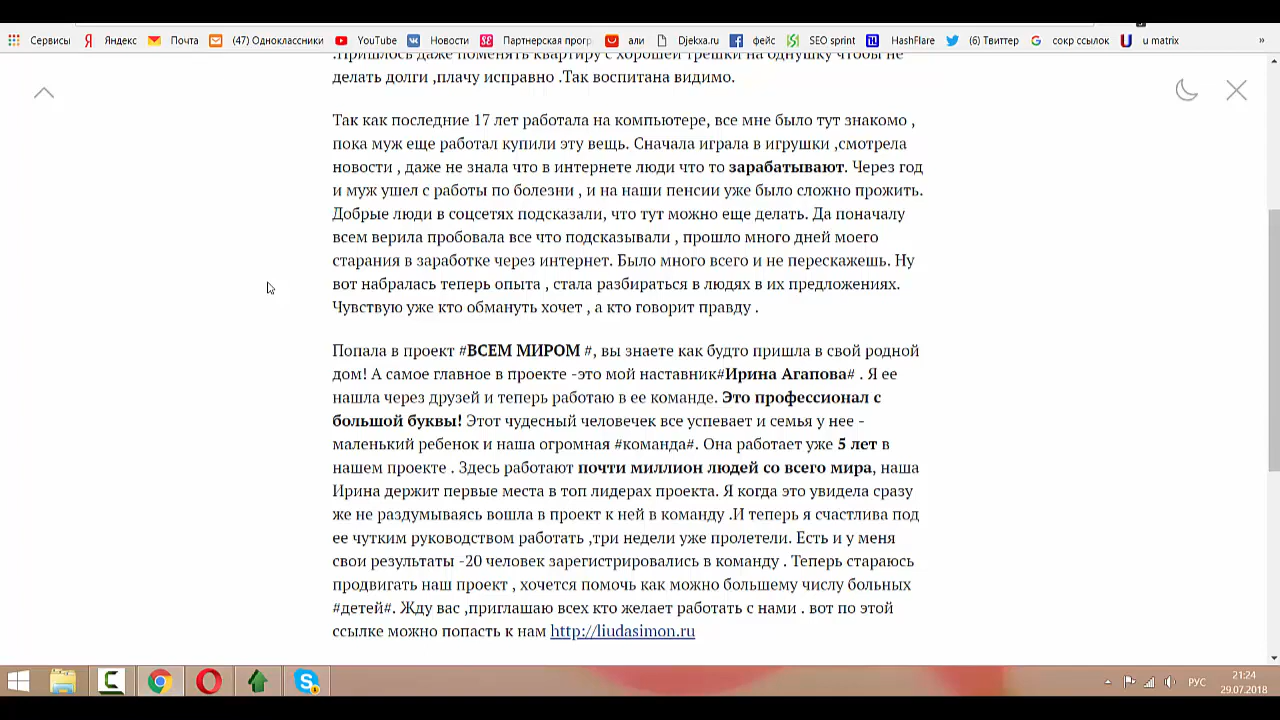 Сервисы Яндекс Почта (47) Одноклассники YouTube Новости Партнерская прогр али Djekxa.ru фейс SEO sprint HashFlare (6) Твиттер сокр ссылок u matrix »
.Пришлось даже поменять квартиру с хорошей трешки на однушку чтобы не
делать долги ,плачу исправно .Так воспитана видимо.
Так как последние 17 лет работала на компьютере, все мне было тут знакомо ,
пока муж еще работал купили эту вещь. Сначала играла в игрушки ,смотрела
новости , даже не знала что в интернете люди что то зарабатывают. Через год
и муж ушел с работы по болезни , и на наши пенсии уже было сложно прожить.
Добрые люди в соцсетях подсказали, что тут можно еще делать. Да поначалу
всем верила пробовала все что подсказывали , прошло много дней моего
старания в заработке через интернет. Было много всего и не перескажешь. Ну
вот набралась теперь опыта , стала разбираться в людях в их предложениях.
Чувствую уже кто обмануть хочет , а кто говорит правду .
Попала в проект #ВСЕМ МИРОМ #, вы знаете как будто пришла в свой родной
дом! А самое главное в проекте -это мой наставник#Ирина Агапова# . Я ее
нашла через друзей и теперь работаю в ее команде. Это профессионал с
большой буквы! Этот чудесный человечек все успевает и семья у нее -
маленький ребенок и наша огромная #команда#. Она работает уже 5 лет в
нашем проекте . Здесь работают почти миллион людей со всего мира, наша
Ирина держит первые места в топ лидерах проекта. Я когда это увидела сразу
же не раздумываясь вошла в проект к ней в команду .И теперь я счастлива под
ее чутким руководством работать ,три недели уже пролетели. Есть и у меня
свои результаты -20 человек зарегистрировались в команду . Теперь стараюсь
продвигать наш проект , хочется помочь как можно большему числу больных
#детей#. Жду вас ,приглашаю всех кто желает работать с нами . вот по этой
ссылке можно попасть к нам http://liudasimon.ru
РУС
21:24
29.07.2018